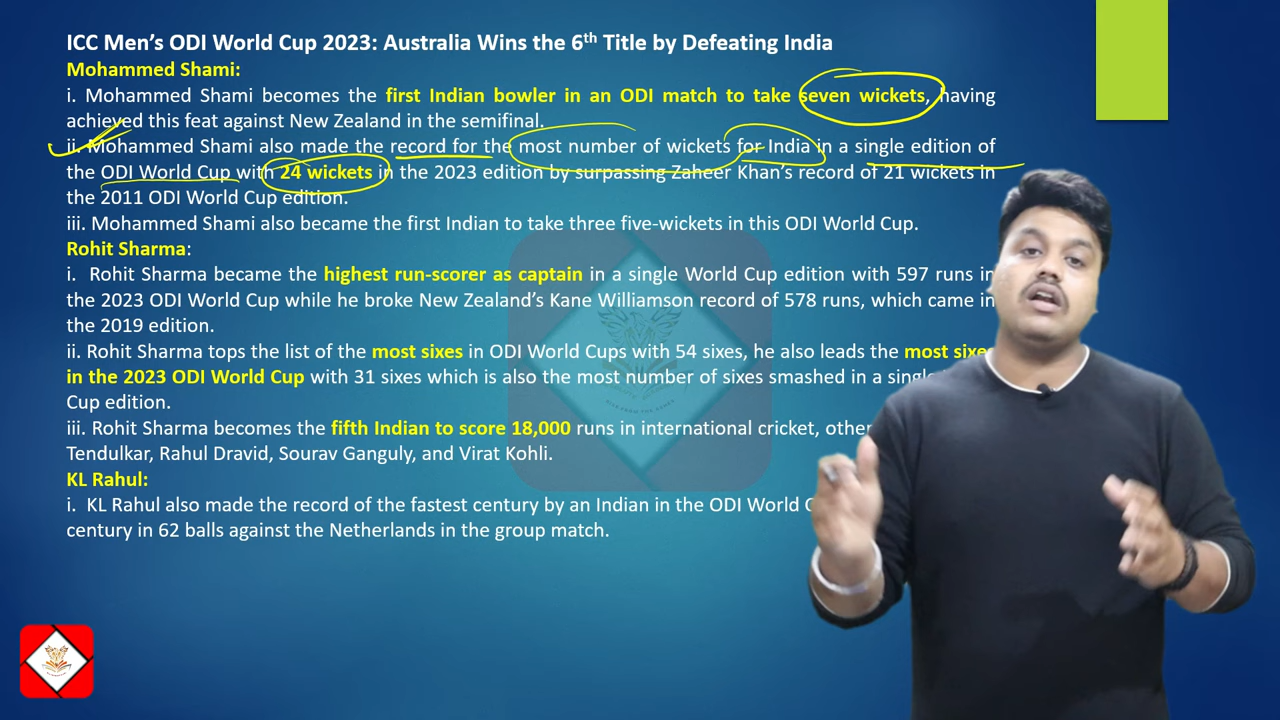 ICC Men's ODI World Cup 2023: Australia Wins the 6th Title by Defeating India
Mohammed Shami:
i. Mohammed Shami becomes the first Indian bowler in an ODI match to take seven wickets, having
achieved this feat against New Zealand in the semifinal.
ii. Mohammed Shami also made the record for the most number of wickets for India in a single edition of
the ODI World Cup with 24 wickets in the 2023 edition by surpassing Zaheer Khan's record of 21 wickets in
the 2011 ODI World Cup edition.
iii. Mohammed Shami also became the first Indian to take three five-wickets in this ODI World Cup.
Rohit Sharma:
i. Rohit Sharma became the highest run-scorer as captain in a single World Cup edition with 597 runs in
the 2023 ODI World Cup while he broke New Zealand's Kane Williamson record of 578 runs, which came in
the 2019 edition.
ii. Rohit Sharma tops the list of the most sixes in ODI World Cups with 54 sixes, he also leads the most sixe
in the 2023 ODI World Cup with 31 sixes which is also the most number of sixes smashed in a single
Cup edition.
iii. Rohit Sharma becomes the fifth Indian to score 18,000 runs in international cricket, other
Tendulkar, Rahul Dravid, Sourav Ganguly, and Virat Kohli.
KL Rahul:
i. KL Rahul also made the record of the fastest century by an Indian in the ODI World
century in 62 balls against the Netherlands in the group match.